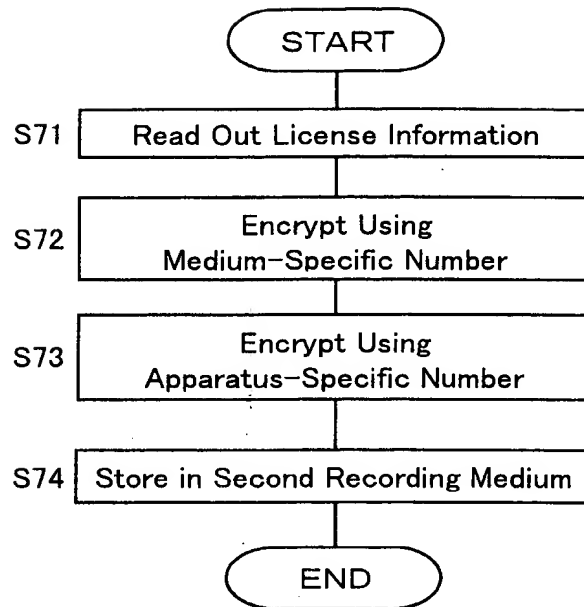 START
S71 Read Out License Information
S72 Encrypt Using
Medium-Specific Number
S73 Encrypt Using
Apparatus-Specific Number
S74 Store in Second Recording Medium
END